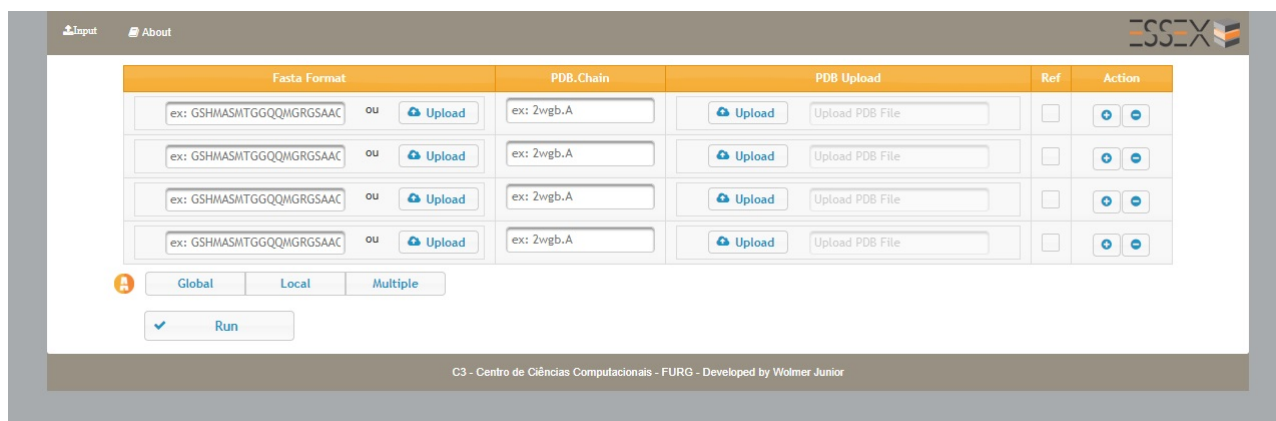 Input About ESSEX
Fasta Format PDB.Chain PDB Upload Ref Action
ex: GSHMASMTGGQQMGRGSAAC ou Upload ex: 2wgb.A Upload Upload PDB File
ex: GSHMASMTGGQQMGRGSAAC ou Upload ex: 2wgb.A Upload Upload PDB File
ex: GSHMASMTGGQQMGRGSAAC ou Upload ex: 2wgb.A Upload Upload PDB File
ex: GSHMASMTGGQQMGRGSAAC ou Upload ex: 2wgb.A Upload Upload PDB File
Global Local Multiple
Run
C3 - Centro de Ciências Computacionais - FURG - Developed by Wolmer Junior